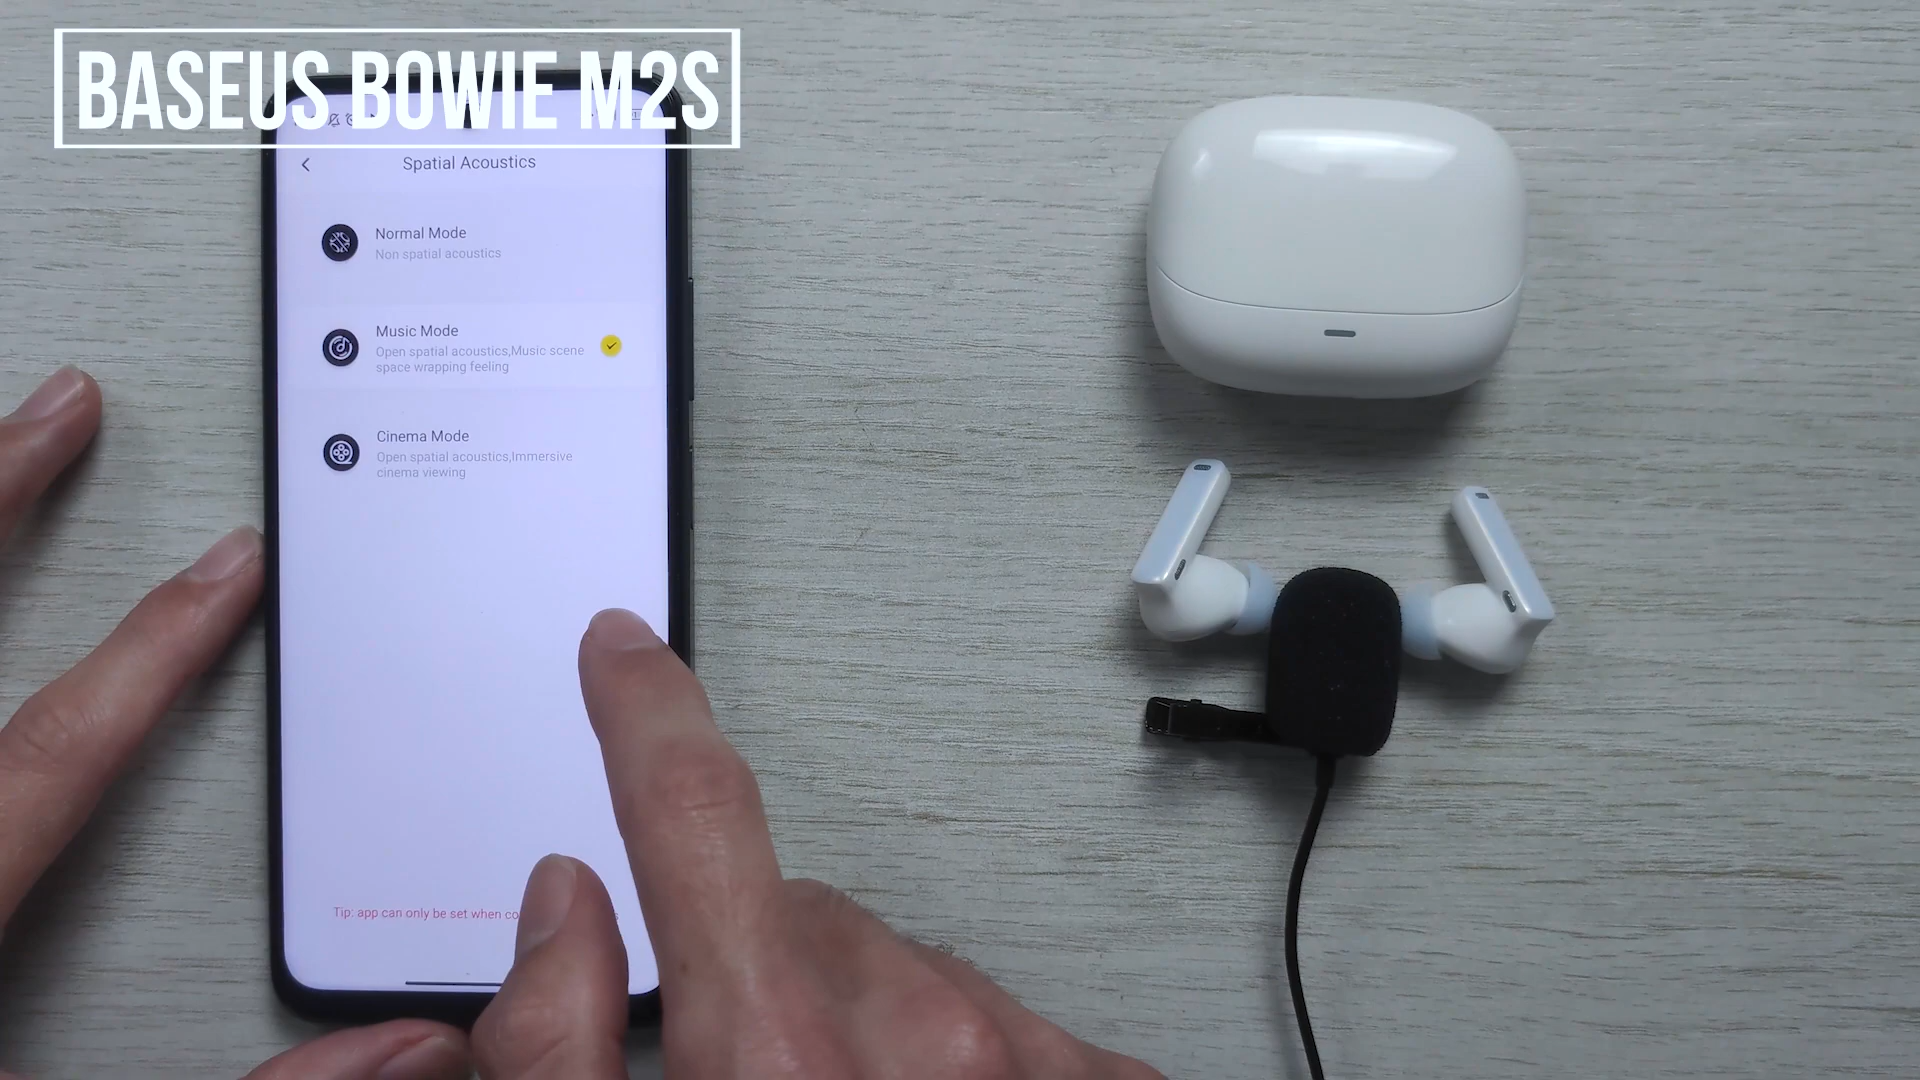 BASEUS BOWIE M2S
Spatial Acoustics
Normal Mode
Non spatial acoustics
Music Mode
Open spatial acoustics,Music scene
space wrapping feeling
Cinema Mode
Open spatial acoustics,Immersive
cinema viewing
Tip: app can only be set when